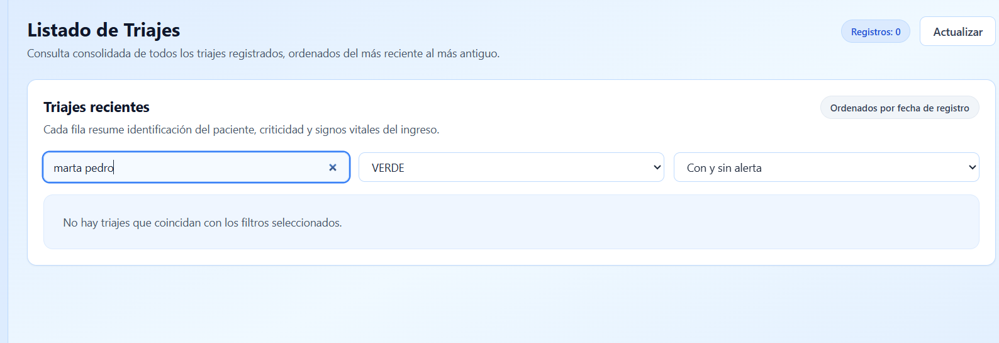 Listado de Triajes
Registros: 0
Actualizar
Consulta consolidada de todos los triajes registrados, ordenados del más reciente al más antiguo.
Triajes recientes
Ordenados por fecha de registro
Cada fila resume identificación del paciente, criticidad y signos vitales del ingreso.
marta pedro
VERDE
Con y sin alerta
No hay triajes que coincidan con los filtros seleccionados.